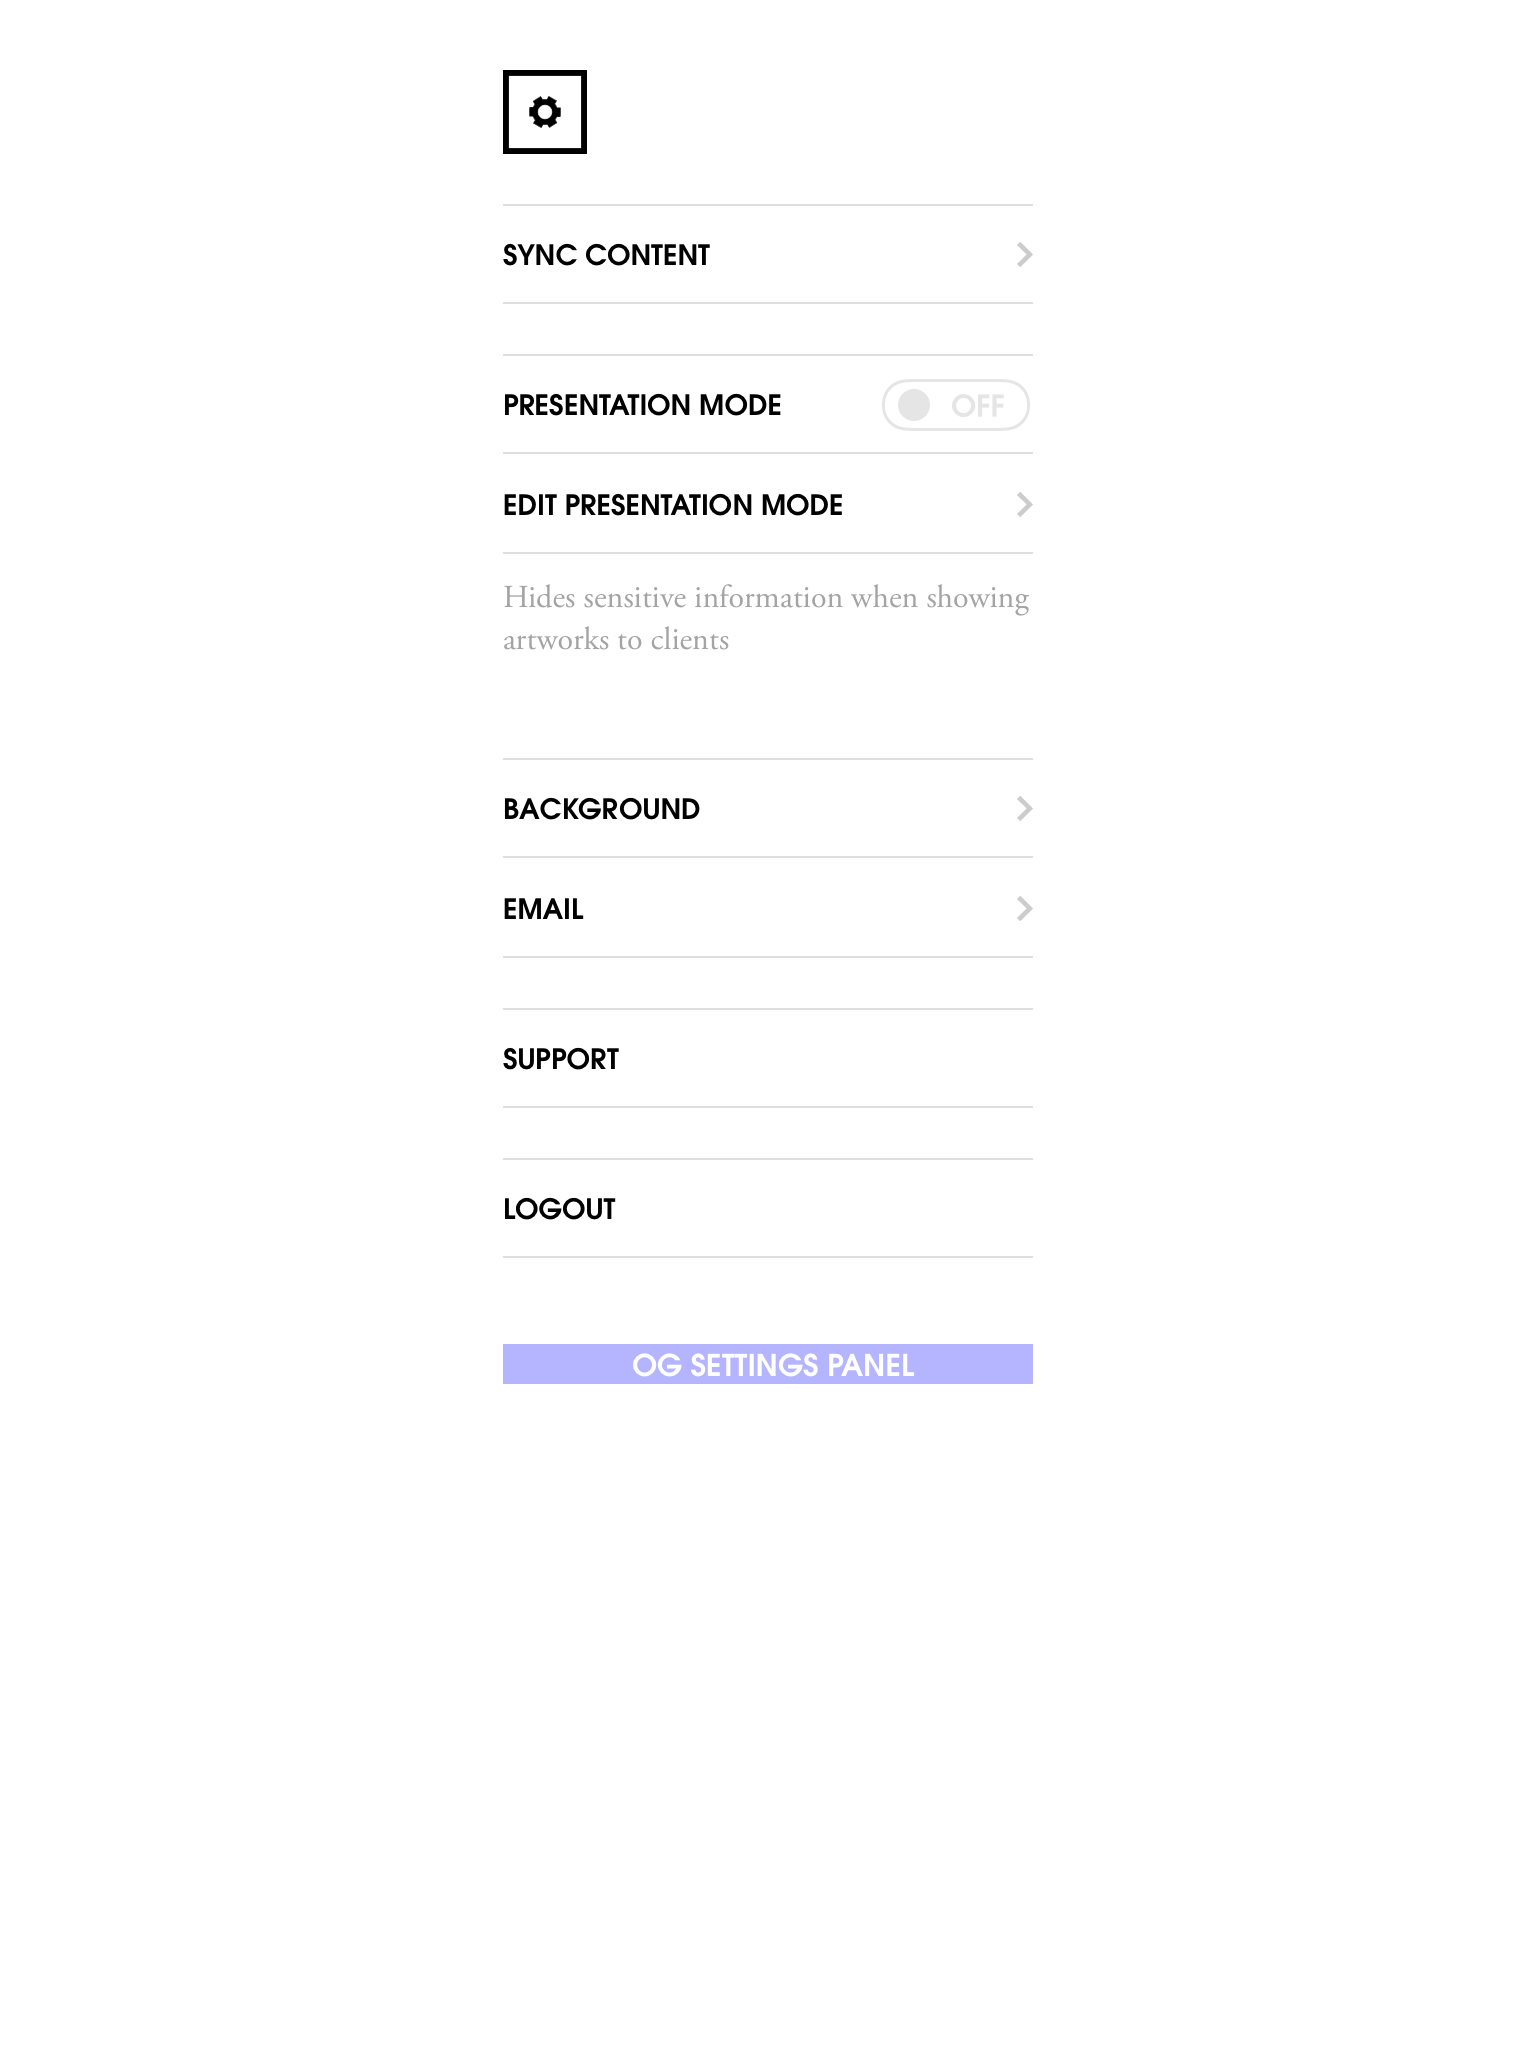 SYNC CONTENT
PRESENTATION MODE
OFF
EDIT PRESENTATION MODE
Hides sensitive information when showing
artworks to clients
BACKGROUND
EMAIL
SUPPORT
LOGOUT
OG SETTINGS PANEL